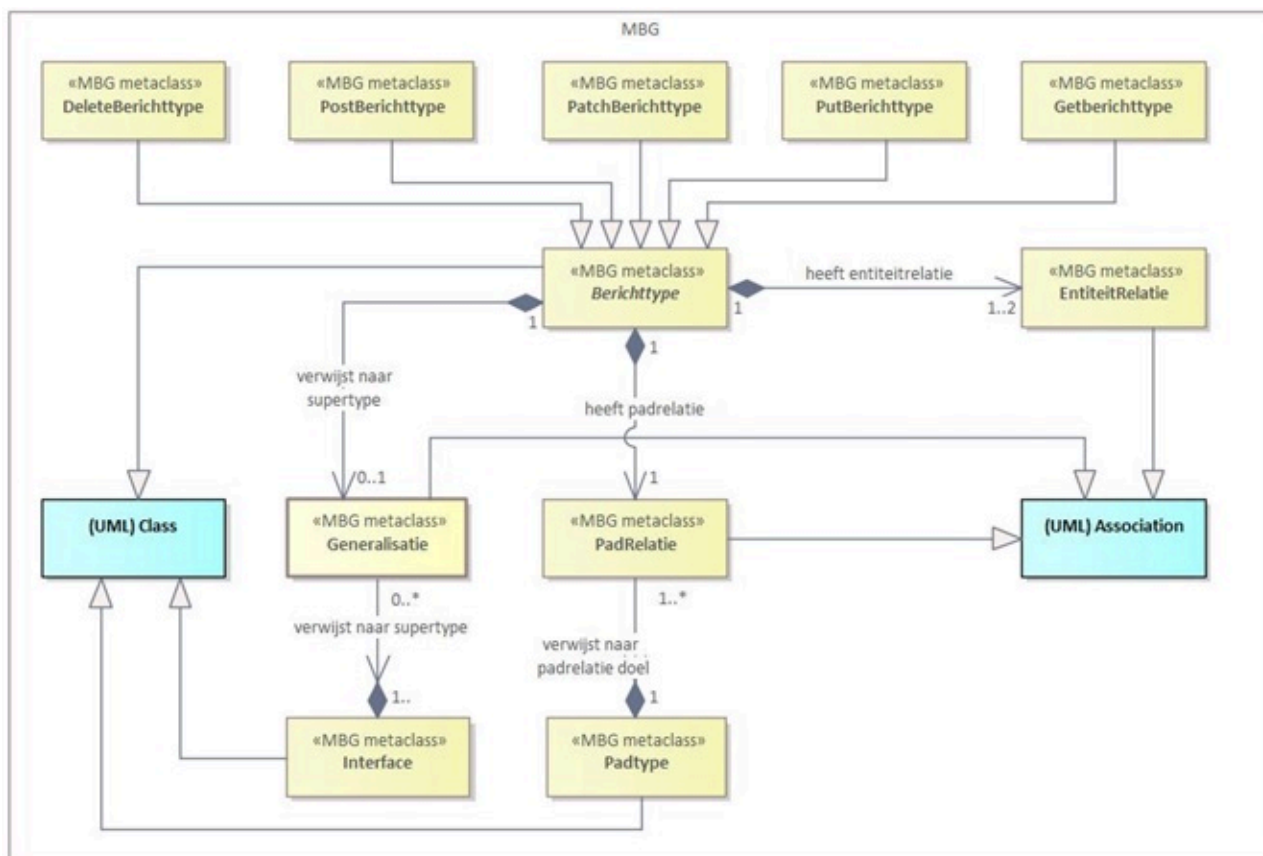 MBG
«MBG metaclass»
DeleteBerichttype
«MBG metaclass»
PostBerichttype
«MBG metaclass»
PatchBerichttype
«MBG metaclass»
PutBerichttype
«MBG metaclass»
Getberichttype
«MBG metaclass»
Berichttype
1
1
1
heeft entiteitrelatie
1..2
«MBG metaclass»
EntiteitRelatie
verwijst naar
supertype
0..1
heeft padrelatie
1
(UML) Class
«MBG metaclass»
Generalisatie
«MBG metaclass»
PadRelatie
(UML) Association
0..*
verwijst naar supertype
1..
1..*
verwijst naar
padrelatie doel
1
«MBG metaclass»
Interface
«MBG metaclass»
Padtype